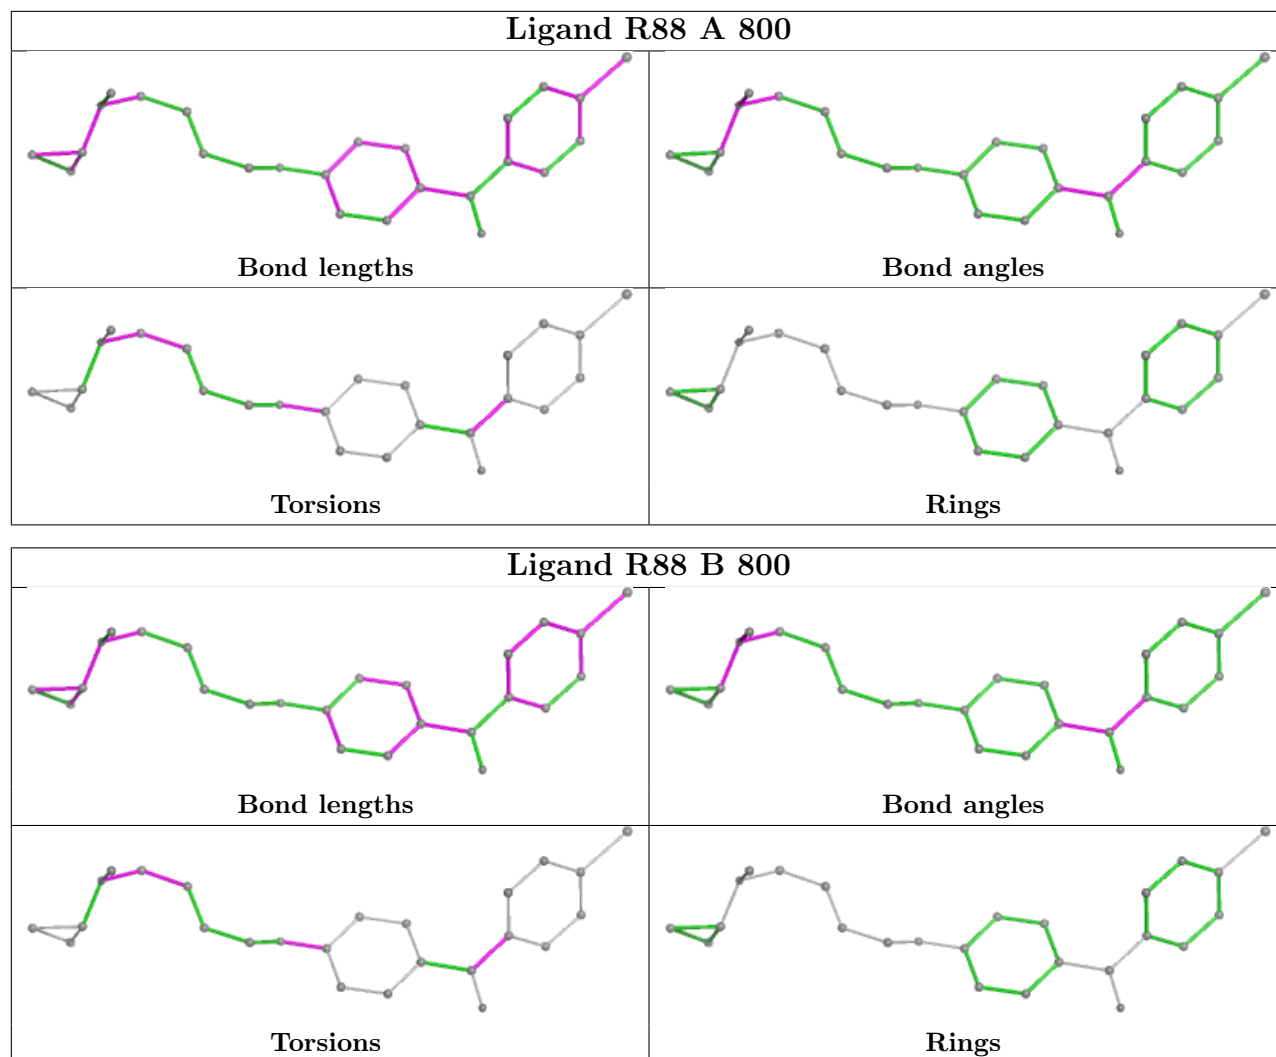 Ligand R88 A 800
Bond lengths
Bond angles
Torsions
Rings
Ligand R88 B 800
Bond lengths
Bond angles
Torsions
Rings